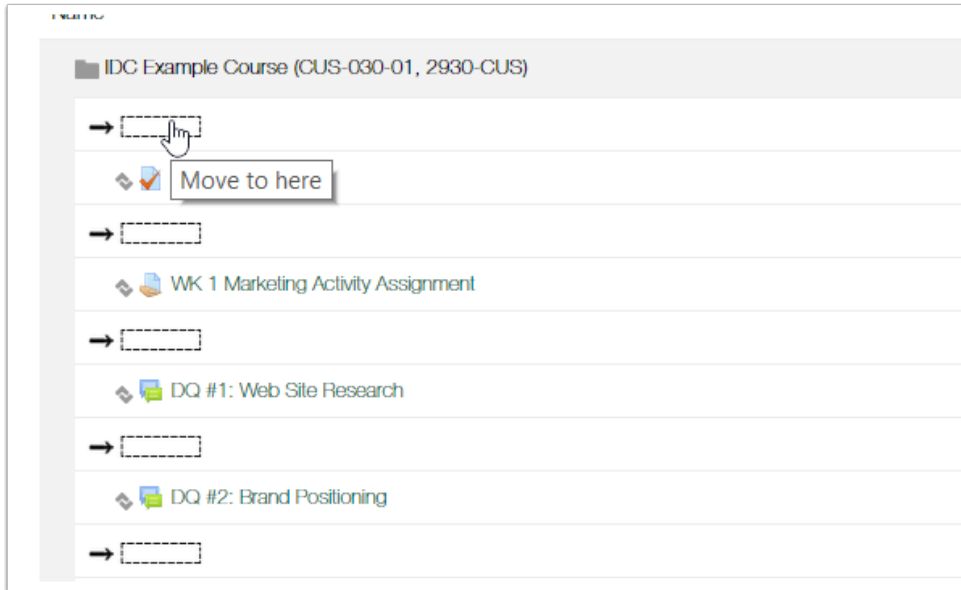 Name
IDC Example Course (CUS-030-01, 2930-CUS)
Move to here
WK 1 Marketing Activity Assignment
DQ #1: Web Site Research
DQ #2: Brand Positioning